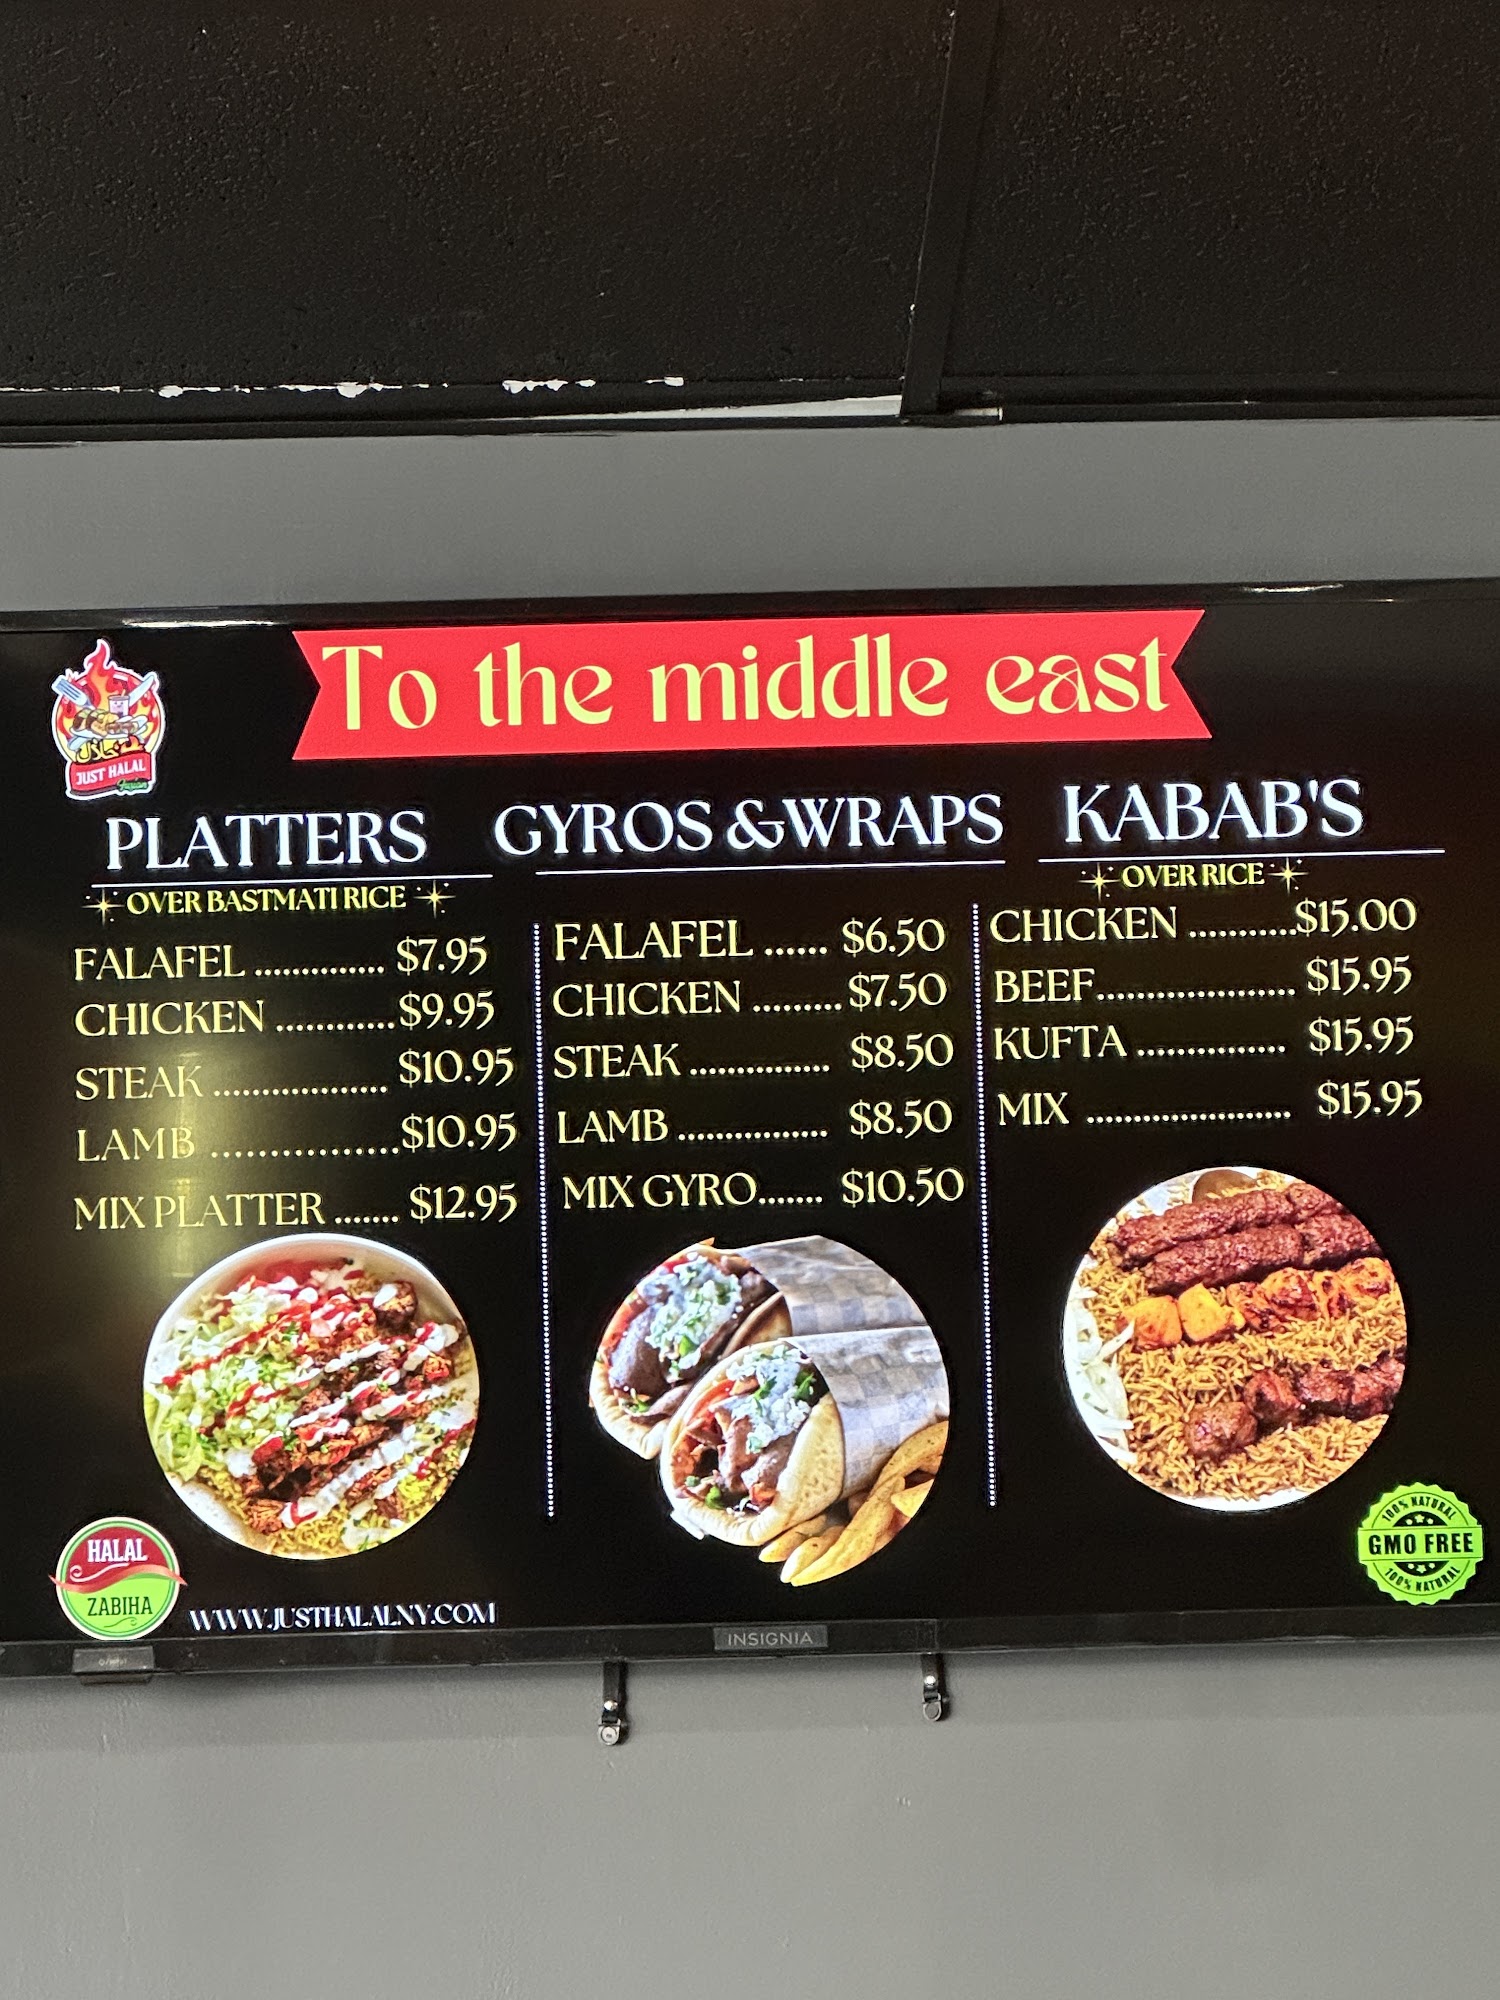 To the middle east
JUST HALAL
Fusion
PLATTERS
OVER BASTMATI RICE
FALAFEL .............. $7.95
CHICKEN ............$9.95
STEAK ................. $10.95
LAMB .................$10.95
MIX PLATTER ....... $12.95
GYROS &WRAPS
FALAFEL ...... $6.50
CHICKEN .........$7.50
STEAK ............... $8.50
LAMB ............... $8.50
MIX GYRO....... $10.50
KABAB'S
OVER RICE
CHICKEN ...........$15.00
BEEF..................... $15.95
KUFTA ............... $15.95
MIX ..................... $15.95
HALAL
ZABIHA
WWW.JUSTHALALNY.COM
100% NATURAL
GMO FREE
100% NATURAL
INSIGNIA